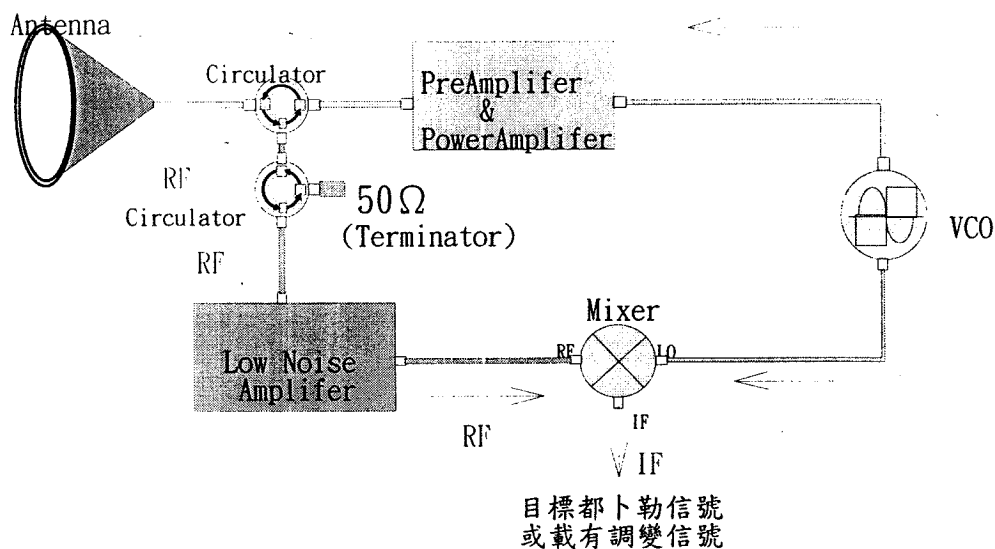 Antenna
Circulator
PreAmplifer
&
PowerAmplifer
RF
Circulator
50Ω
(Terminator)
VCO
RF
Mixer
RF
LO
Low Noise
Amplifer
IF
RF
IF
目標都卜勒信號
或載有調變信號